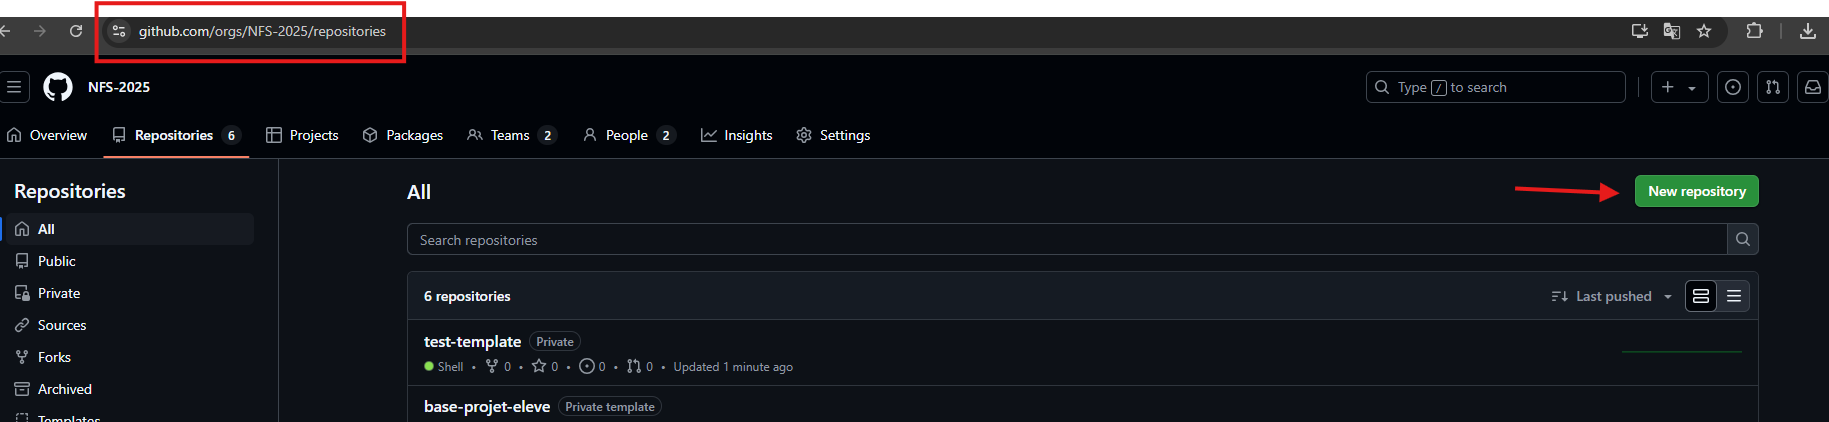 github.com/orgs/NFS-2025/repositories
NFS-2025
Type / to search
Overview Repositories 6 Projects Packages Teams 2 People 2 Insights Settings
Repositories
All
Public
Private
Sources
Forks
Archived
Templates
All
New repository
Search repositories
6 repositories
Last pushed
test-template Private
Shell • 0 • 0 • 0 • 0 • Updated 1 minute ago
base-projet-eleve Private template